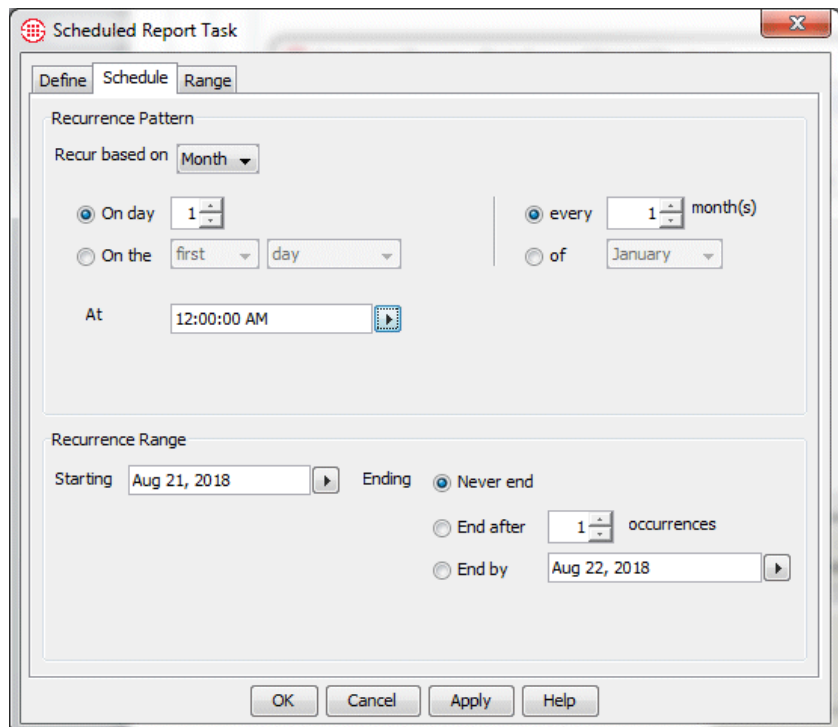 Scheduled Report Task
Define Schedule Range
Recurrence Pattern
Recur based on Month
On day 1 every 1 month(s)
On the first day of January
At 12:00:00 AM
Recurrence Range
Starting Aug 21, 2018 Ending Never end
End after 1 occurrences
End by Aug 22, 2018
OK Cancel Apply Help